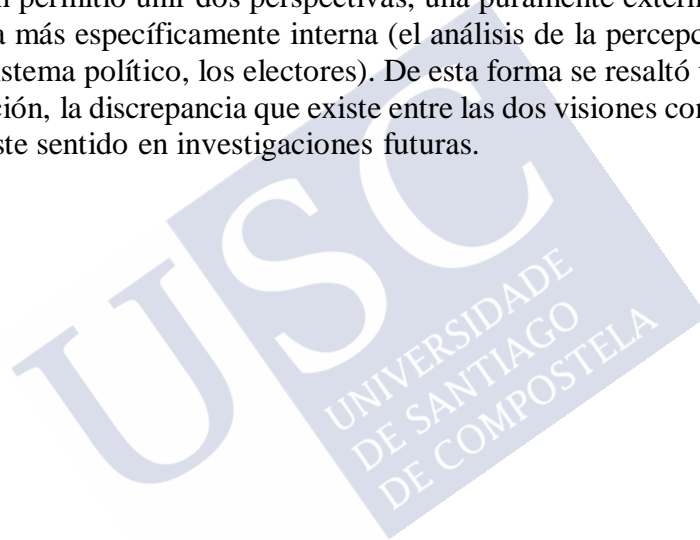 permitió unir dos perspectivas, una puramente extern
a más específicamente interna (el análisis de la percepc
istema político, los electores). De esta forma se resaltó
ción, la discrepancia que existe entre las dos visiones co
ste sentido en investigaciones futuras.
USC
UNIVERSIDADE
DE SANTIAGO
DE COMPOSTELA